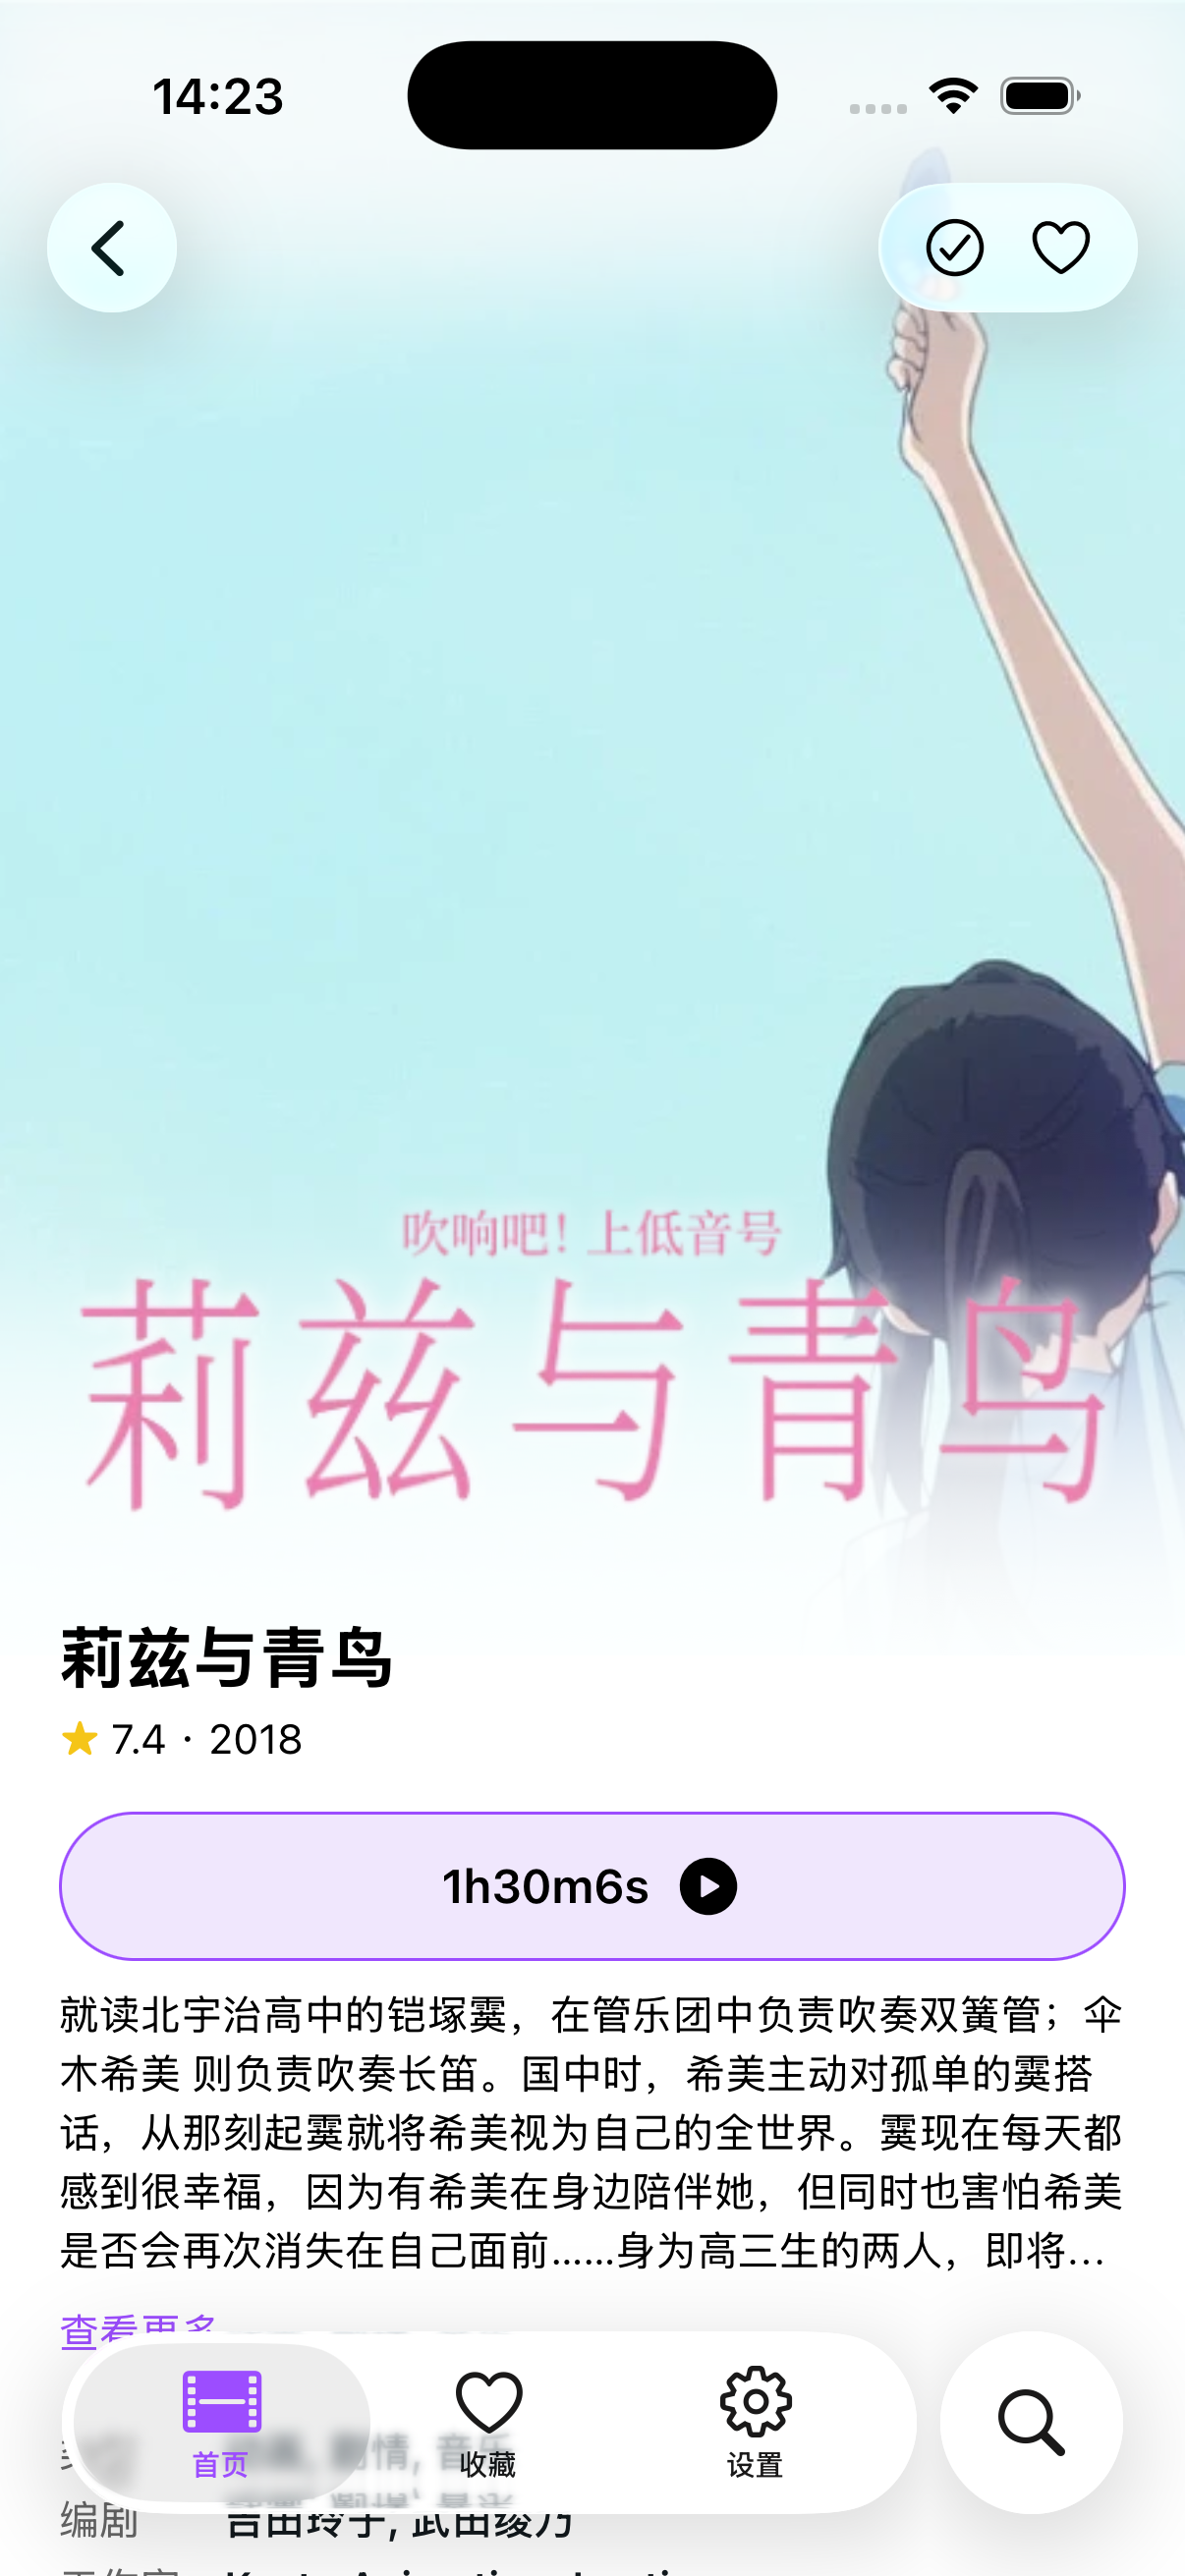 14:23
吹响吧！上低音号
莉兹与青鸟
莉兹与青鸟
7.4 · 2018
1h30m6s
就读北宇治高中的铠塚霙，在管乐团中负责吹奏双簧管；伞
木希美 则负责吹奏长笛。国中时，希美主动对孤单的霙搭
话，从那刻起霙就将希美视为自己的全世界。霙现在每天都
感到很幸福，因为有希美在身边陪伴她，但同时也害怕希美
是否会再次消失在自己面前……身为高三生的两人，即将…
查看更多
首页
收藏
设置
编剧 吉田玲子, 武田绫乃